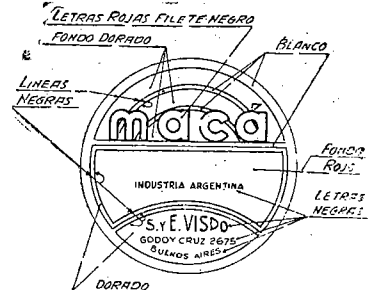 LETRAS ROJAS FILETE NEGRO
FONDO DORADO
BLANCO
LINEAS
NEGRAS
macá
FONDO
ROJO
INDUSTRIA ARGENTINA
LETRAS
NEGRAS
S. Y E. VISDO
GODOY CRUZ 2675
BUENOS AIRES
DORADO